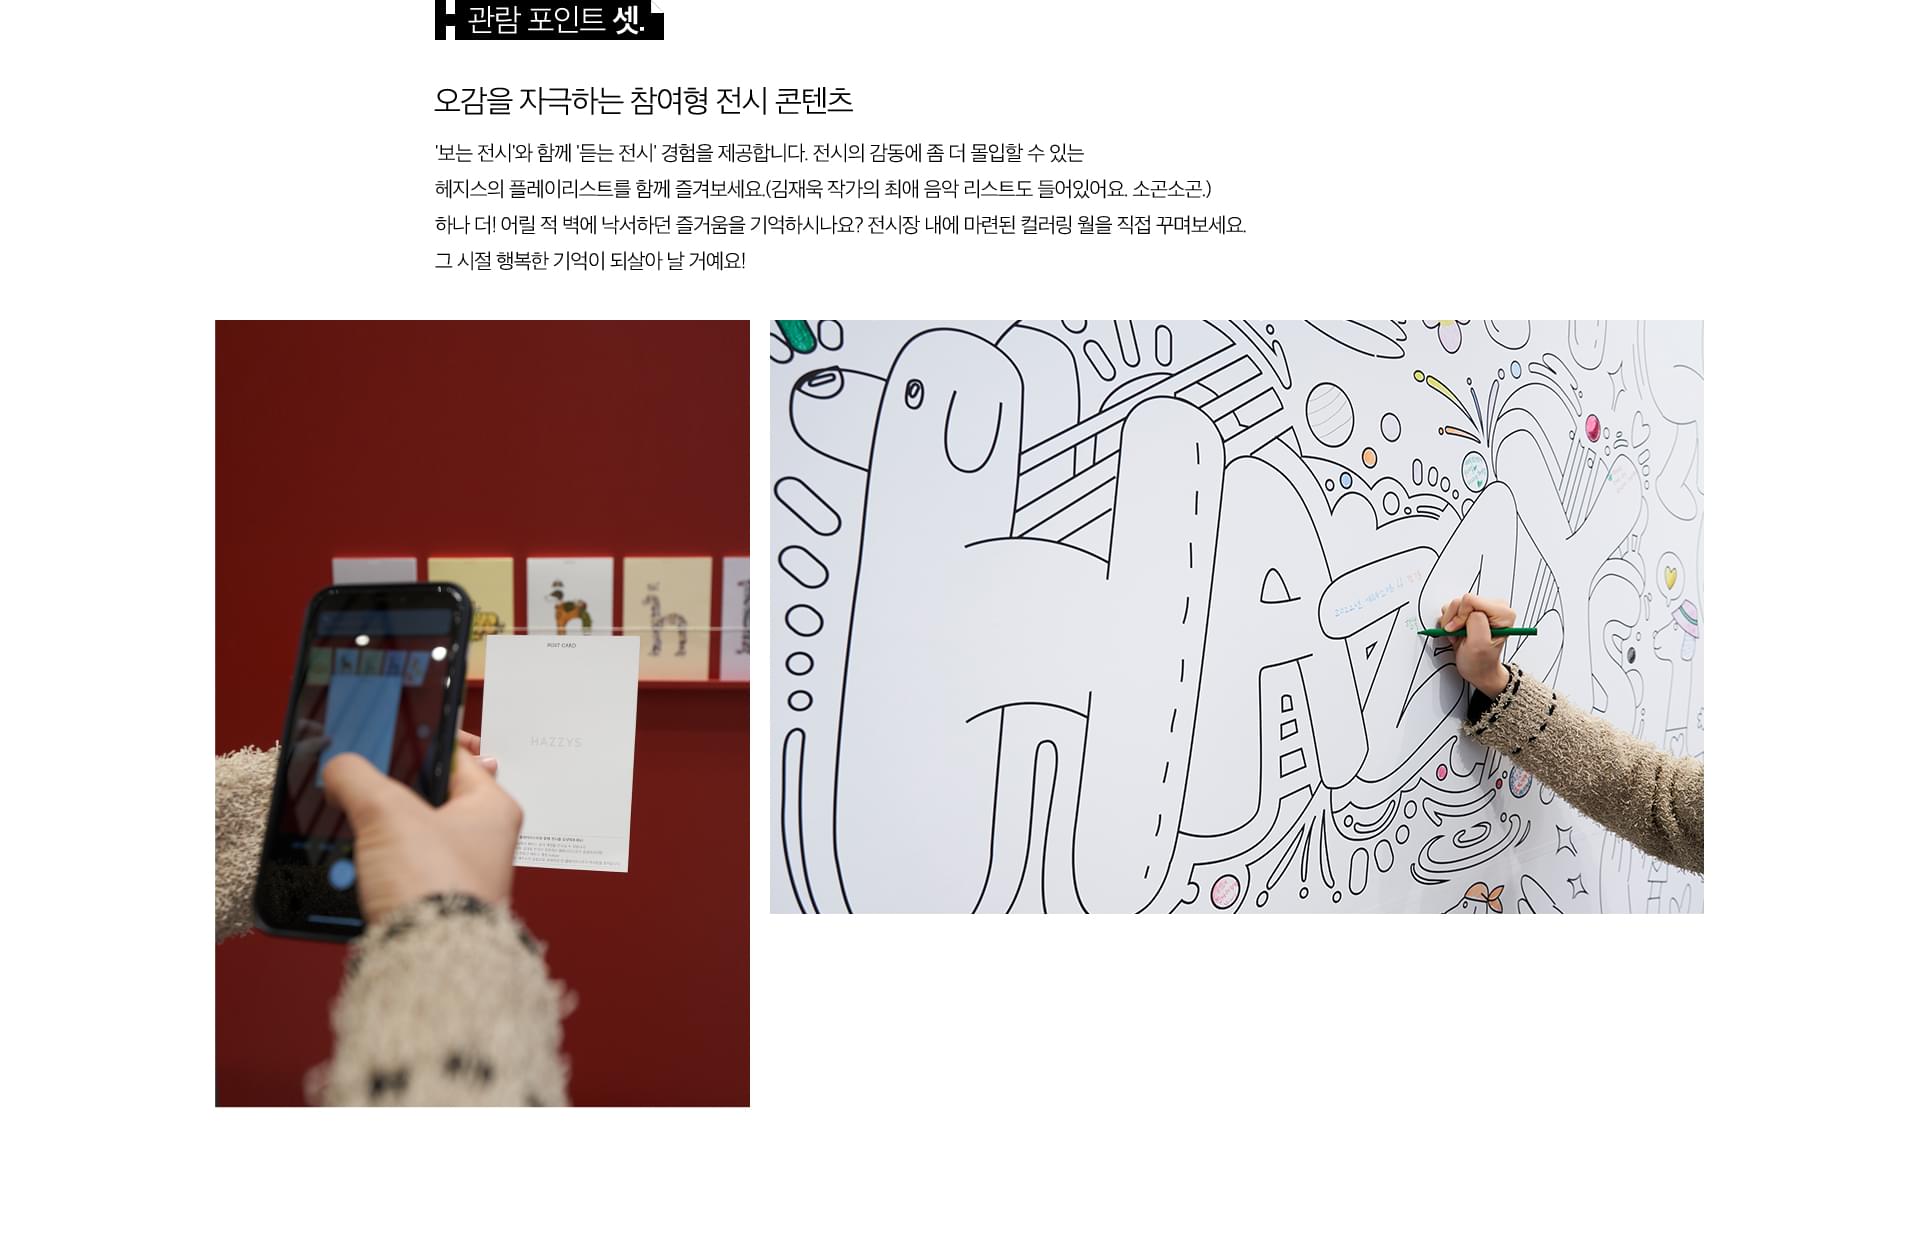 관람 포인트 셋.
오감을 자극하는 참여형 전시 콘텐츠
'보는 전시'와 함께 '듣는 전시' 경험을 제공합니다. 전시의 감동에 좀 더 몰입할 수 있는
헤지스의 플레이리스트를 함께 즐겨보세요.(김재욱 작가의 최애 음악 리스트도 들어있어요. 소곤소곤.)
하나 더! 어릴 적 벽에 낙서하던 즐거움을 기억하시나요? 전시장 내에 마련된 컬러링 월을 직접 꾸며보세요.
그 시절 행복한 기억이 되살아 날 거예요!
POST CARD
HAZZYS